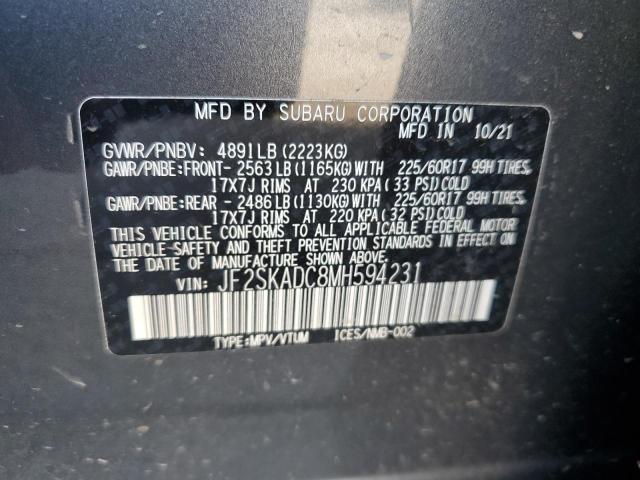 MFD BY SUBARU CORPORATION
MFD IN 10/21
GVWR/PNBV: 4891LB (2223KG)
GAWR/PNBE:FRONT- 2563LB (1165KG)WITH 225/60R17 99H TIRES,
17X7J RIMS AT 230 KPA (33 PSI)COLD
GAWR/PNBE:REAR - 2486LB (1130KG)WITH 225/60R17 99H TIRES,
17X7J RIMS AT 220 KPA (32 PSI)COLD
THIS VEHICLE CONFORMS TO ALL APPLICABLE FEDERAL MOTOR
VEHICLE SAFETY AND THEFT PREVENTION STANDARDS IN EFFECT
ON THE DATE OF MANUFACTURE SHOWN ABOVE.
VIN: JF2SKADC8MH594231
TYPE:MPV/VTUM ICES/NMB-002